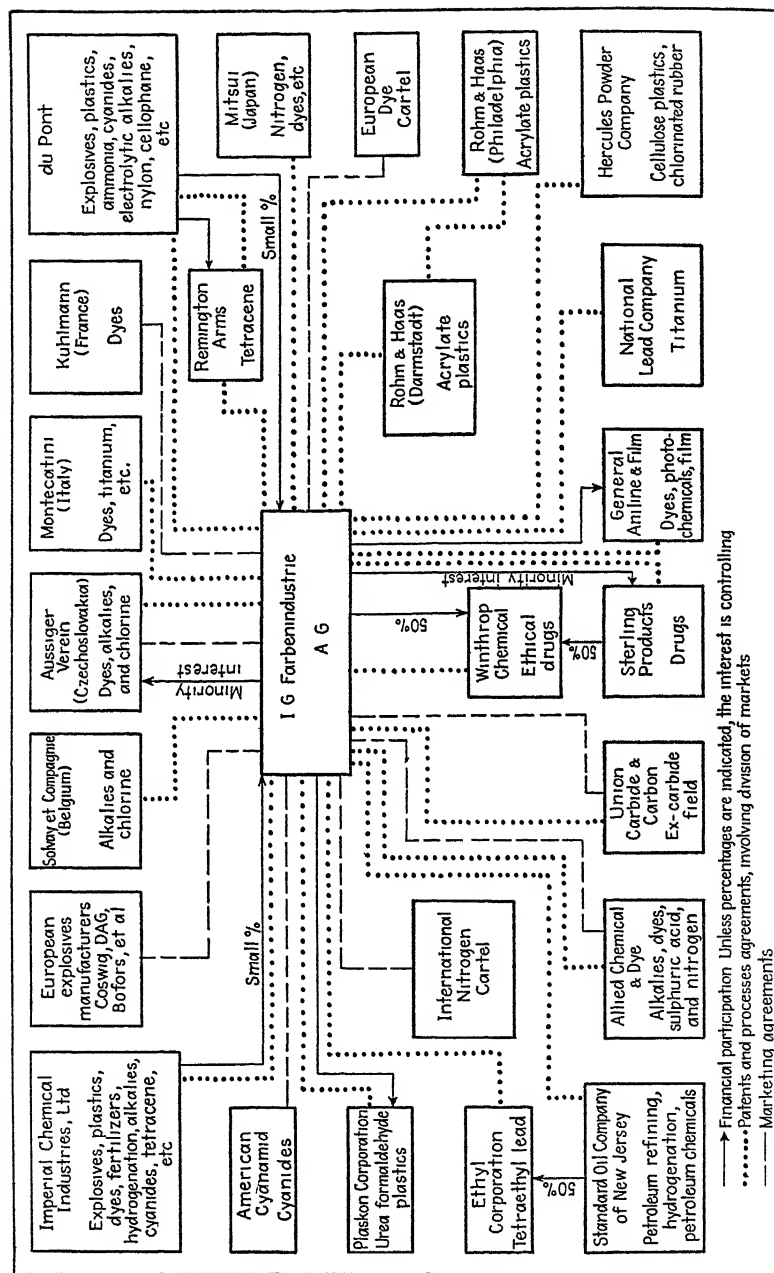 Imperial Chemical
Industries, Ltd
Explosives, plastics,
dyes, fertilizers,
hydrogenation, alkalies,
cyanides, tetracene,
etc
European
explosives
manufacturers
Coswig, DAG,
Bofors, et al
Solvay et Compagnie
(Belgium)
Alkalies and
chlorine
Aussiger
Verein
(Czechoslovakia)
Dyes, alkalies,
and chlorine
Montecatini
(Italy)
Dyes, titanium,
etc.
Kuhlmann
(France)
Dyes
du Pont
Explosives, plastics,
ammonia, cyanides,
electrolytic alkalies,
nylon, cellophane,
etc
Small %
Minority
interest
Remington
Arms
Tetracene
Small %
Mitsui
(Japan)
Nitrogen,
dyes, etc
American
Cyanamid
Cyanides
I G Farbenindustrie
A G
European
Dye
Cartel
Plaskon Corporation
Urea formaldehyde
plastics
International
Nitrogen
Cartel
50%
Winthrop
Chemical
Ethical
drugs
Minority interest
Rohm & Haas
(Darmstadt)
Acrylate
plastics
Rohm & Haas
(Philadelphia)
Acrylate plastics
Ethyl
Corporation
Tetraethyl lead
50%
50%
Standard Oil Company
of New Jersey
Petroleum refining,
hydrogenation,
petroleum chemicals
Allied Chemical
& Dye
Alkalies, dyes,
sulphuric acid,
and nitrogen
Union
Carbide &
Carbon
Ex-carbide
field
Sterling
Products
Drugs
General
Aniline & Film
Dyes, photo-
chemicals, film
National
Lead Company
Titanium
Hercules Powder
Company
Cellulose plastics,
chlorinated rubber
Financial participation Unless percentages are indicated, the interest is controlling
Patents and processes agreements, involving division of markets
Marketing agreements